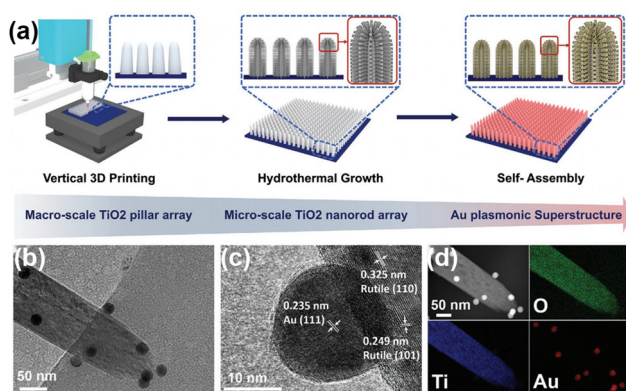 (a)
Vertical 3D Printing
Hydrothermal Growth
Self- Assembly
Macro-scale TiO2 pillar array
Micro-scale TiO2 nanorod array
Au plasmonic Superstructure
(b)
50 nm
(c)
0.325 nm
Rutile (110)
0.235 nm
Au (111)
0.249 nm
Rutile (101)
10 nm
(d)
50 nm
O
Ti
Au